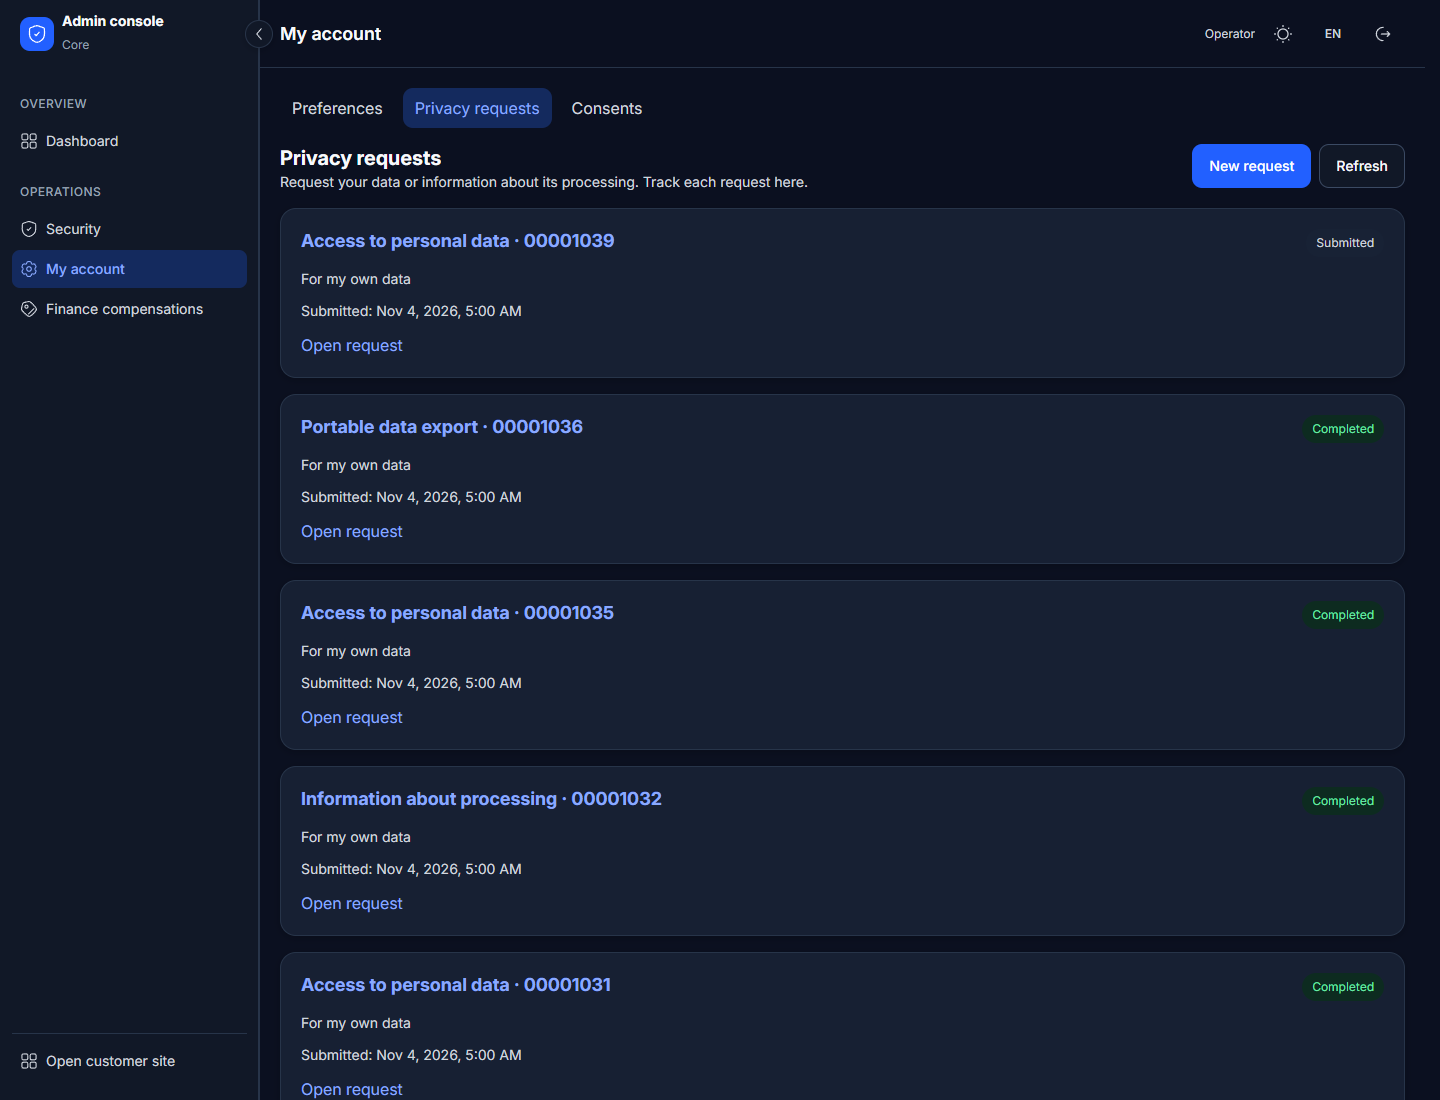 Admin console
Core
OVERVIEW
Dashboard
OPERATIONS
Security
My account
Finance compensations
Open customer site
My account
Operator
EN
Preferences
Privacy requests
Consents
Privacy requests
Request your data or information about its processing. Track each request here.
New request
Refresh
Access to personal data · 00001039
Submitted
For my own data
Submitted: Nov 4, 2026, 5:00 AM
Open request
Portable data export · 00001036
Completed
For my own data
Submitted: Nov 4, 2026, 5:00 AM
Open request
Access to personal data · 00001035
Completed
For my own data
Submitted: Nov 4, 2026, 5:00 AM
Open request
Information about processing · 00001032
Completed
For my own data
Submitted: Nov 4, 2026, 5:00 AM
Open request
Access to personal data · 00001031
Completed
For my own data
Submitted: Nov 4, 2026, 5:00 AM
Open request